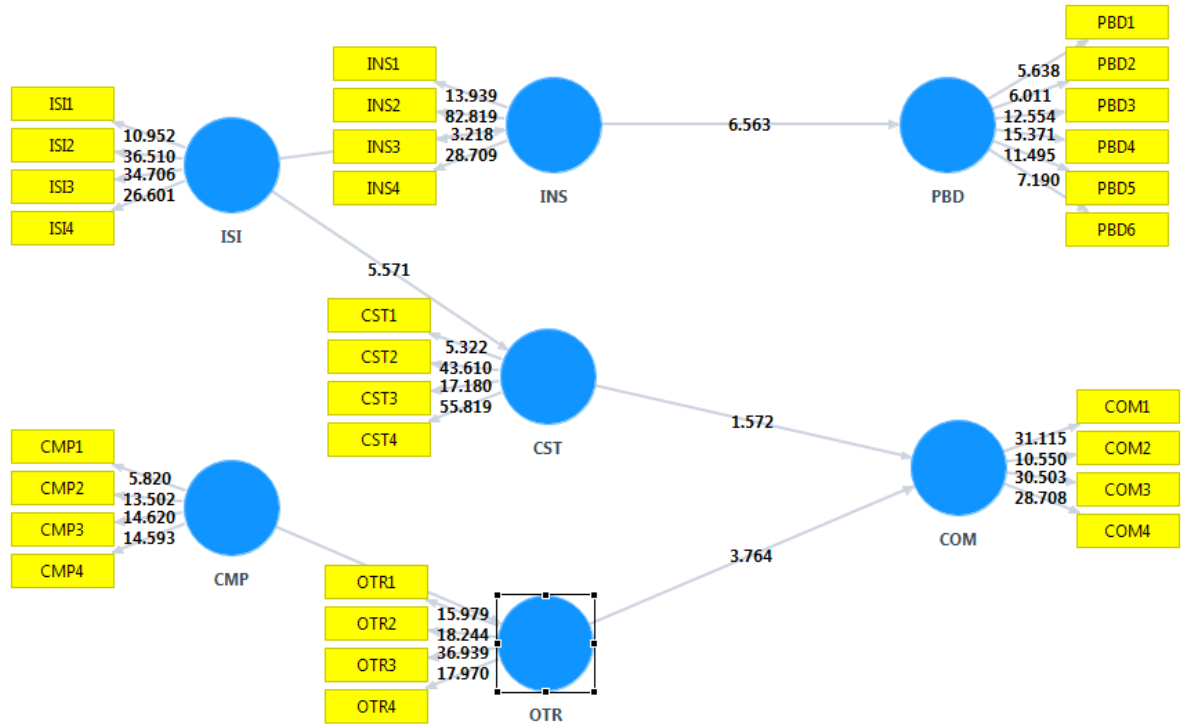 ISI1
ISI2
ISI3
ISI4
10.952
36.510
34.706
26.601
ISI
INS1
INS2
INS3
INS4
13.939
82.819
3.218
28.709
INS
6.563
PBD1
PBD2
PBD3
PBD4
PBD5
PBD6
5.638
6.011
12.554
15.371
11.495
7.190
PBD
5.571
CST1
CST2
CST3
CST4
5.322
43.610
17.180
55.819
CST
1.572
CMP1
CMP2
CMP3
CMP4
5.820
13.502
14.620
14.593
CMP
OTR1
OTR2
OTR3
OTR4
15.979
18.244
36.939
17.970
OTR
3.764
COM1
COM2
COM3
COM4
31.115
10.550
30.503
28.708
COM